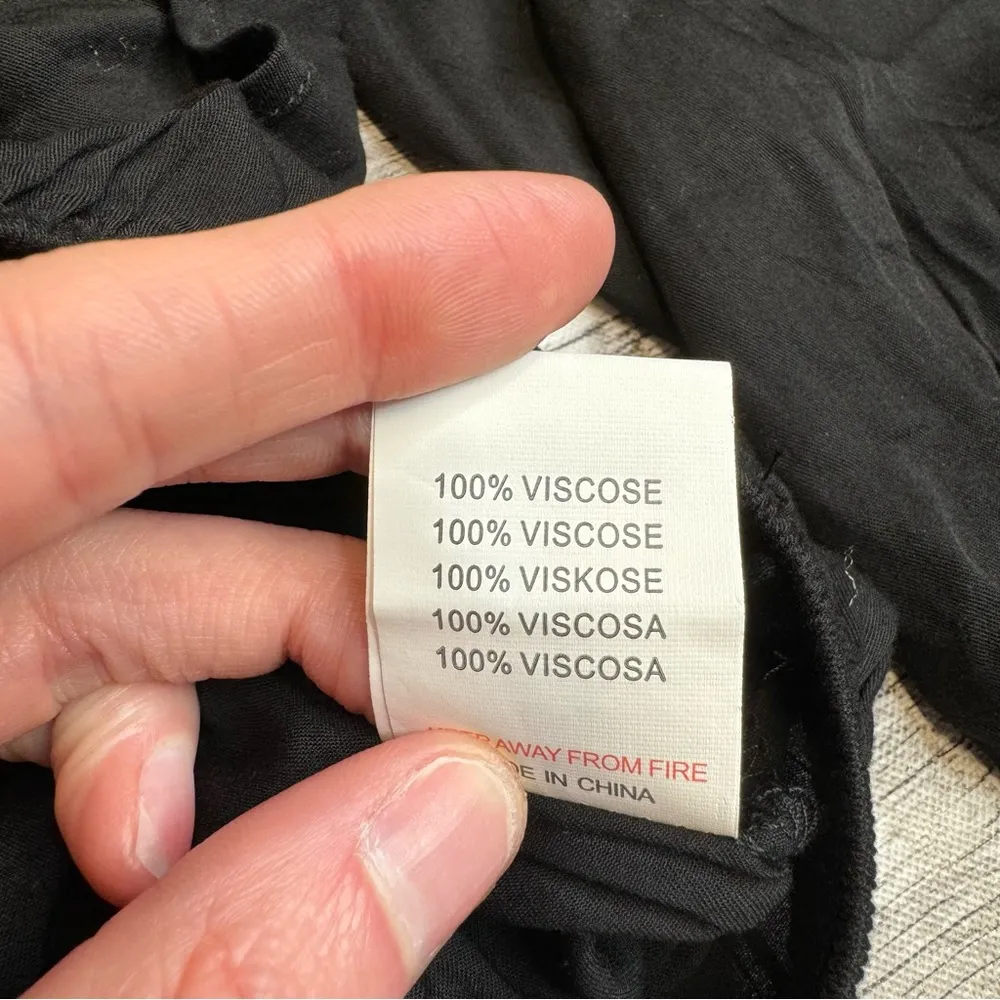 100% VISCOSE
100% VISCOSE
100% VISKOSE
100% VISCOSA
100% VISCOSA
AWAY FROM FIRE
IN CHINA